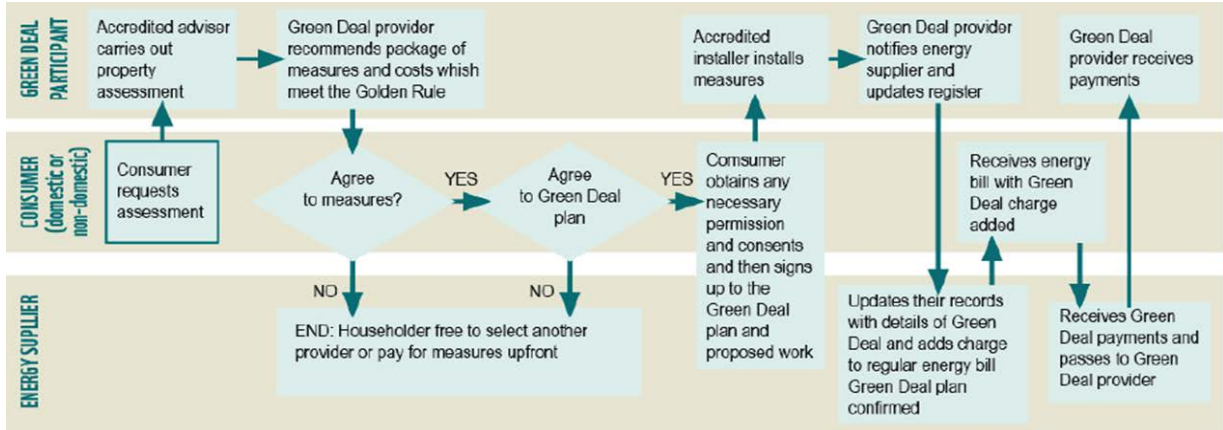 GREEN DEAL
PARTICIPANT
Accredited adviser
carries out
property
assessment
Green Deal provider
recommends package of
measures and costs whish
meet the Golden Rule
Accredited
installer installs
measures
Green Deal provider
notifies energy
supplier and
updates register
Green Deal
provider receives
payments
CONSUMER
(domestic or
non-domestic)
Consumer
requests
assessment
Agree
to measures?
YES
Agree
to Green Deal
plan
YES
Comsumer
obtains any
necessary
permission
and consents
and then signs
up to the
Green Deal
plan and
proposed work
Receives energy
bill with Green
Deal charge
added
ENERGY SUPLIER
NO
NO
END: Householder free to select another
provider or pay for measures upfront
Updates their records
with details of Green
Deal and adds charge
to regular energy bill
Green Deal plan
confirmed
Receives Green
Deal payments and
passes to Green
Deal provider